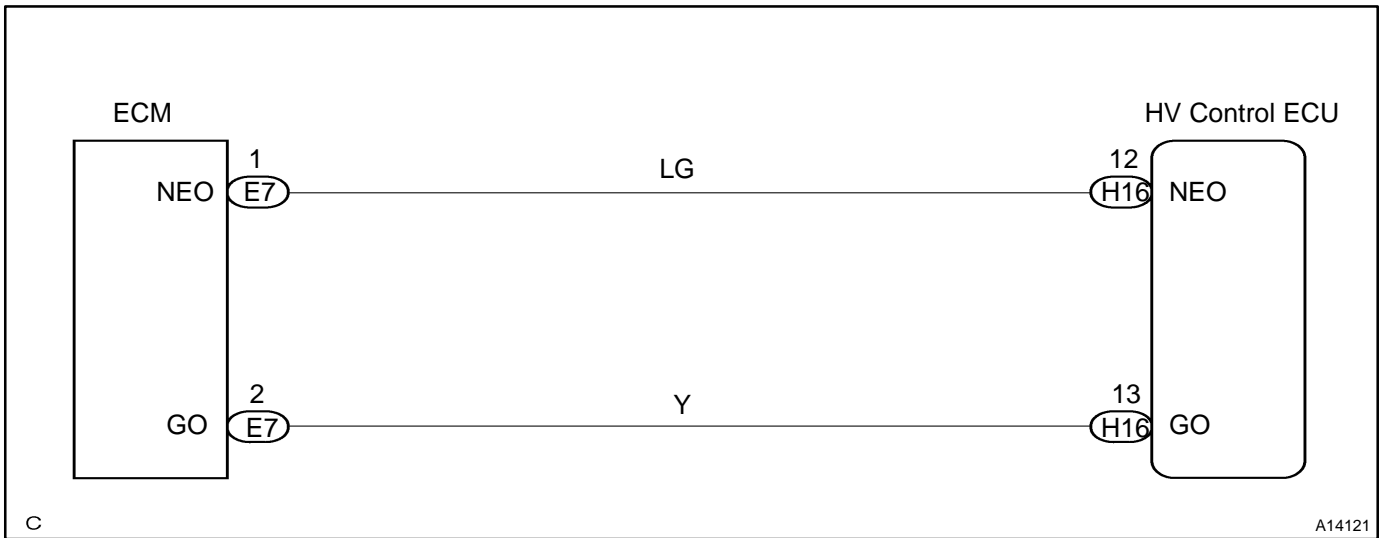 ECM
HV Control ECU
1
LG
12
NEO
E7
H16
NEO
2
Y
13
GO
E7
H16
GO
C
A14121